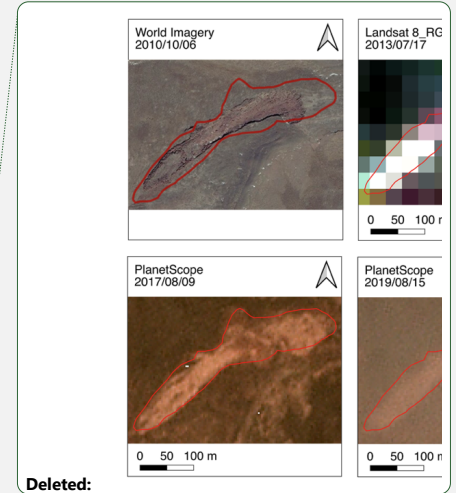 World Imagery
2010/10/06
Landsat 8_RG
2013/07/17
0 50 100 m
PlanetScope
2017/08/09
PlanetScope
2019/08/15
0 50 100 m
0 50 100 m
Deleted: